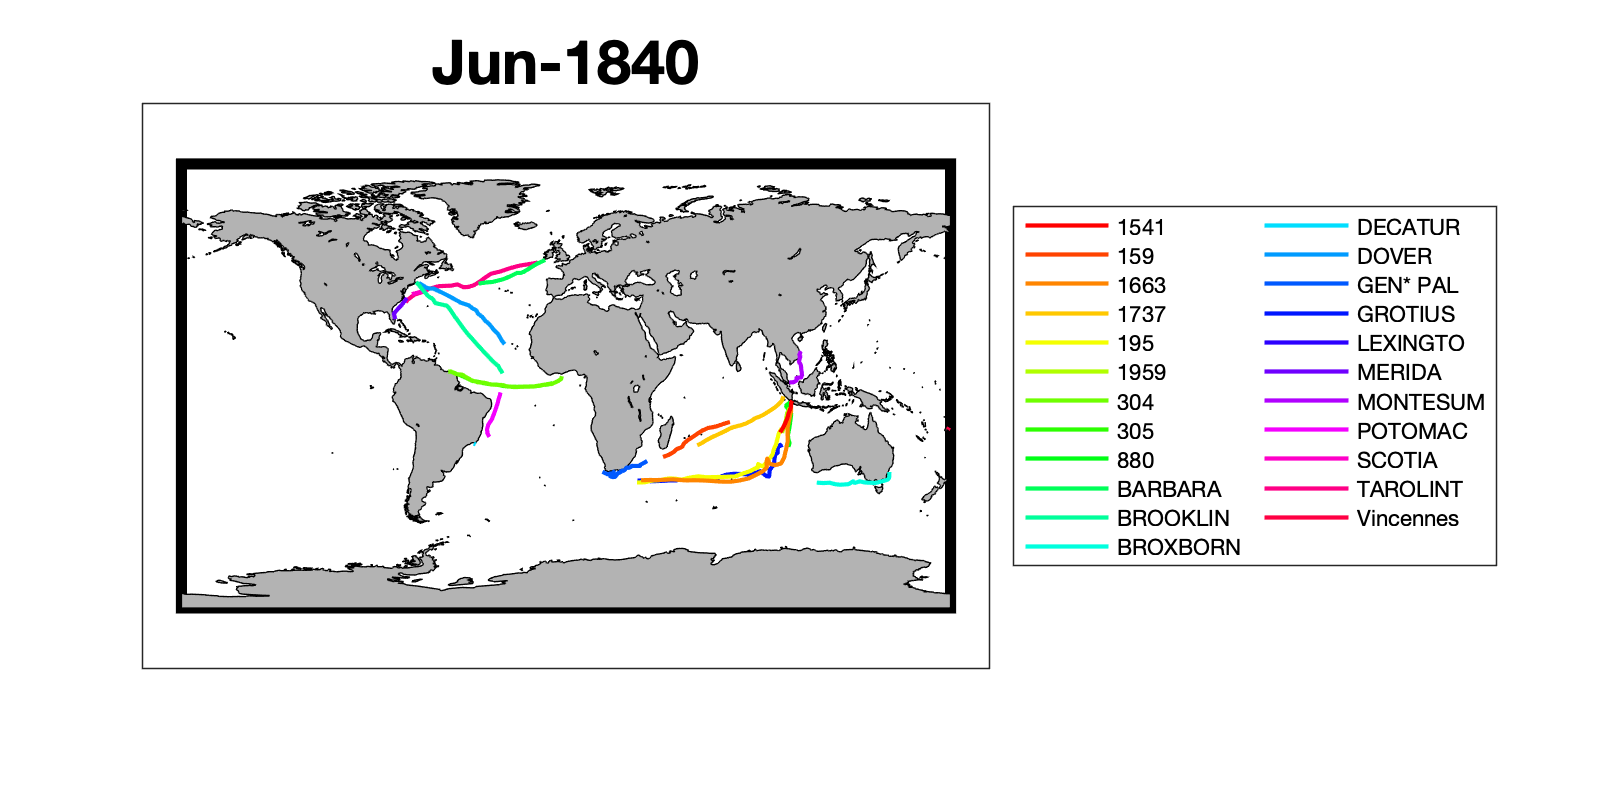 Jun-1840
1541
159
1663
1737
195
1959
304
305
880
BARBARA
BROOKLIN
BROXBORN
DECATUR
DOVER
GEN* PAL
GROTIUS
LEXINGTO
MERIDA
MONTESUM
POTOMAC
SCOTIA
TAROLINT
Vincennes